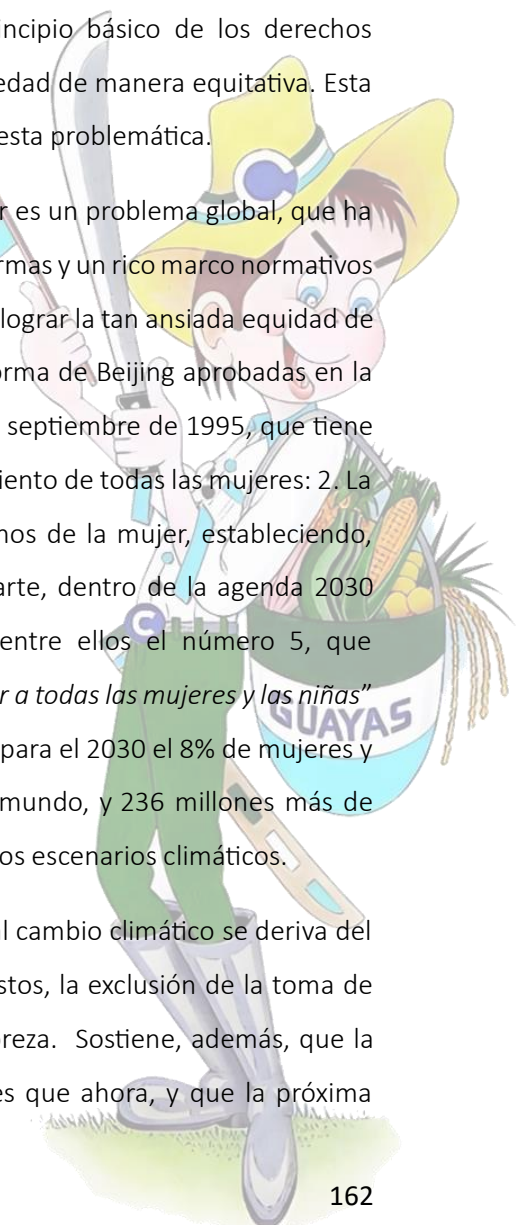 incipio básico de los derechos
edad de manera equitativa. Esta
esta problemática.
r es un problema global, que ha
rmas y un rico marco normativos
lograr la tan ansiada equidad de
orma de Beijing aprobadas en la
septiembre de 1995, que tiene
iento de todas las mujeres: 2. La
nos de la mujer, estableciendo,
arte, dentro de la agenda 2030
entre ellos el número 5, que
r a todas las mujeres y las niñas”
GUAYAS
para el 2030 el 8% de mujeres y
mundo, y 236 millones más de
os escenarios climáticos.
al cambio climático se deriva del
stos, la exclusión de la toma de
breza. Sostiene, además, que la
es que ahora, y que la próxima
162